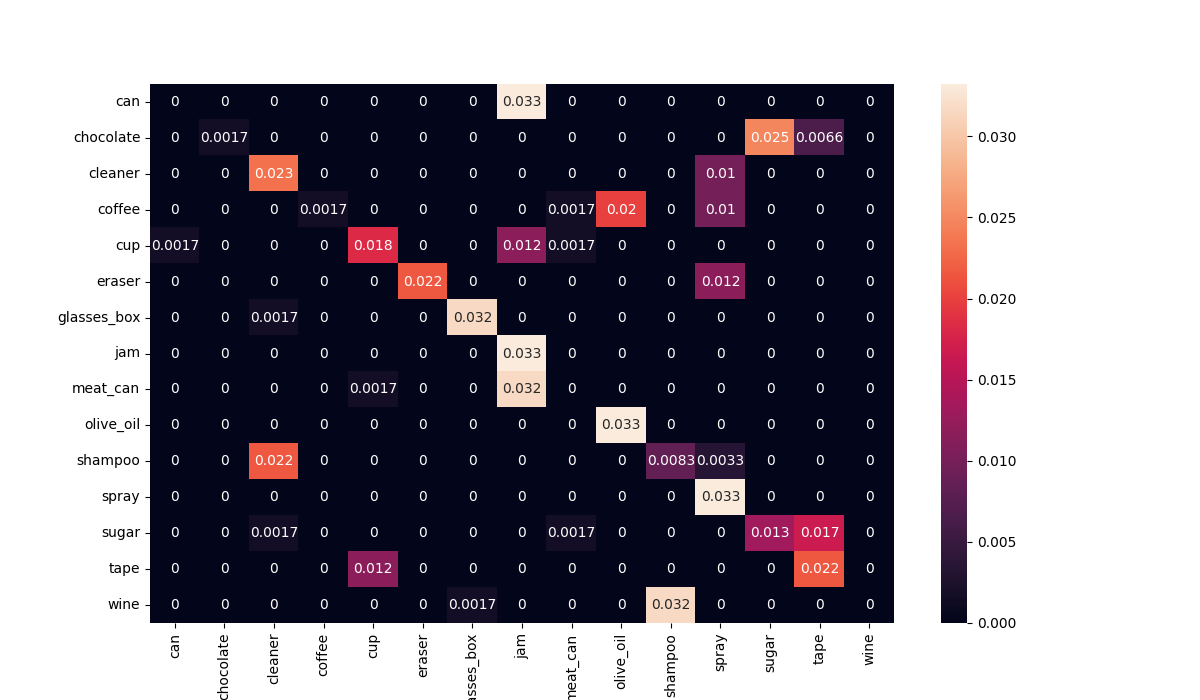 can 0 0 0 0 0 0 0 0.033 0 0 0 0 0 0 0
chocolate 0 0.0017 0 0 0 0 0 0 0 0 0 0 0.025 0.0066 0
cleaner 0 0 0.023 0 0 0 0 0 0 0 0 0.01 0 0 0
coffee 0 0 0 0.0017 0 0 0 0 0.0017 0.02 0 0.01 0 0 0
cup 0.0017 0 0 0 0.018 0 0 0.012 0.0017 0 0 0 0 0 0
eraser 0 0 0 0 0 0.022 0 0 0 0 0 0.012 0 0 0
glasses_box 0 0 0.0017 0 0 0 0.032 0 0 0 0 0 0 0 0
jam 0 0 0 0 0 0 0 0.033 0 0 0 0 0 0 0
meat_can 0 0 0 0 0.0017 0 0 0.032 0 0 0 0 0 0 0
olive_oil 0 0 0 0 0 0 0 0 0 0.033 0 0 0 0 0
shampoo 0 0 0.022 0 0 0 0 0 0 0 0.0083 0.0033 0 0 0
spray 0 0 0 0 0 0 0 0 0 0 0 0.033 0 0 0
sugar 0 0 0.0017 0 0 0 0 0 0.0017 0 0 0 0.013 0.017 0
tape 0 0 0 0 0.012 0 0 0 0 0 0 0 0 0.022 0
wine 0 0 0 0 0 0 0.0017 0 0 0 0.032 0 0 0 0
can
chocolate
cleaner
coffee
cup
eraser
asses_box
jam
meat_can
olive_oil
shampoo
spray
sugar
tape
wine
0.030
0.025
0.020
0.015
0.010
0.005
0.000